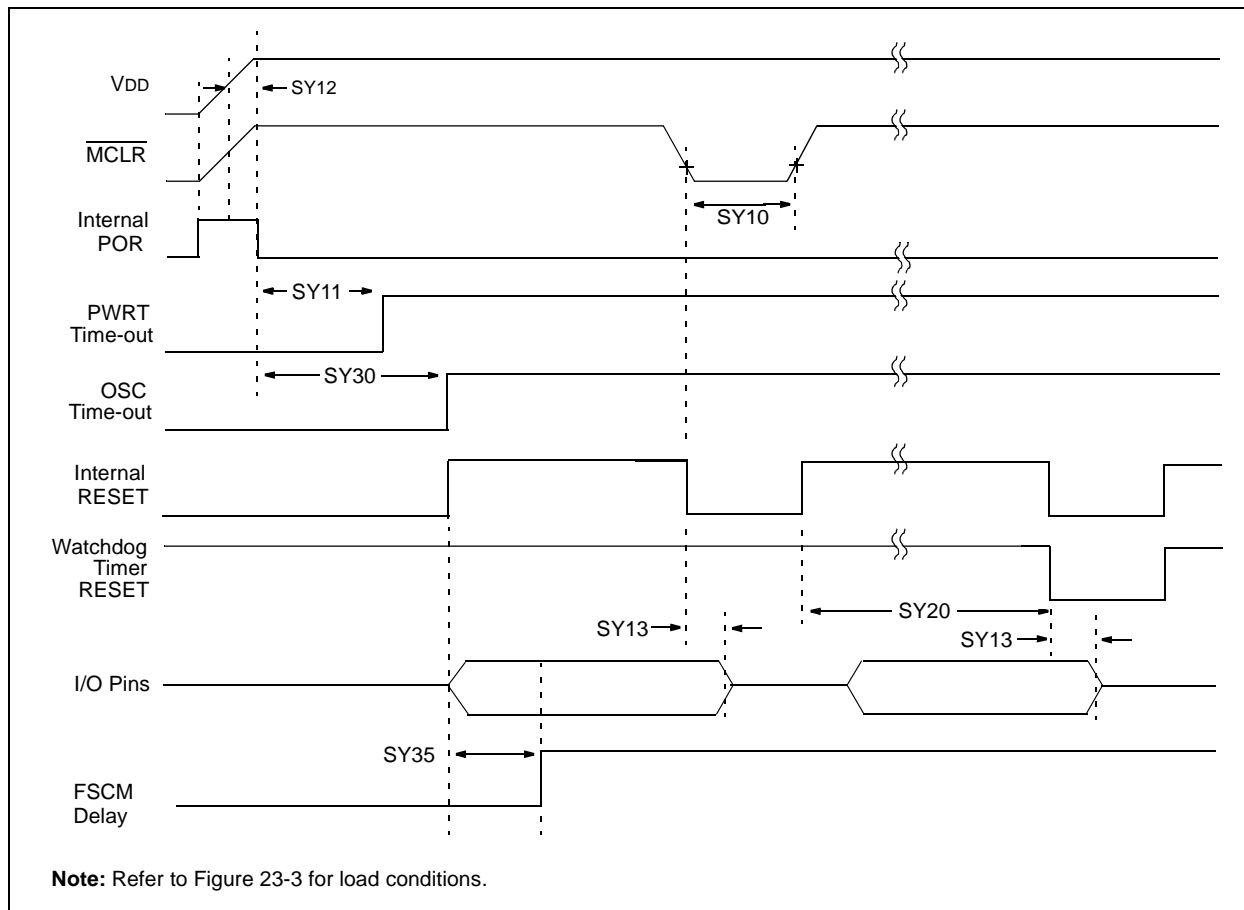 VDD
SY12
MCLR
SY10
Internal
POR
SY11
PWRT
Time-out
SY30
OSC
Time-out
Internal
RESET
Watchdog
Timer
RESET
SY20
SY13
SY13
I/O Pins
SY35
FSCM
Delay
Note: Refer to Figure 23-3 for load conditions.